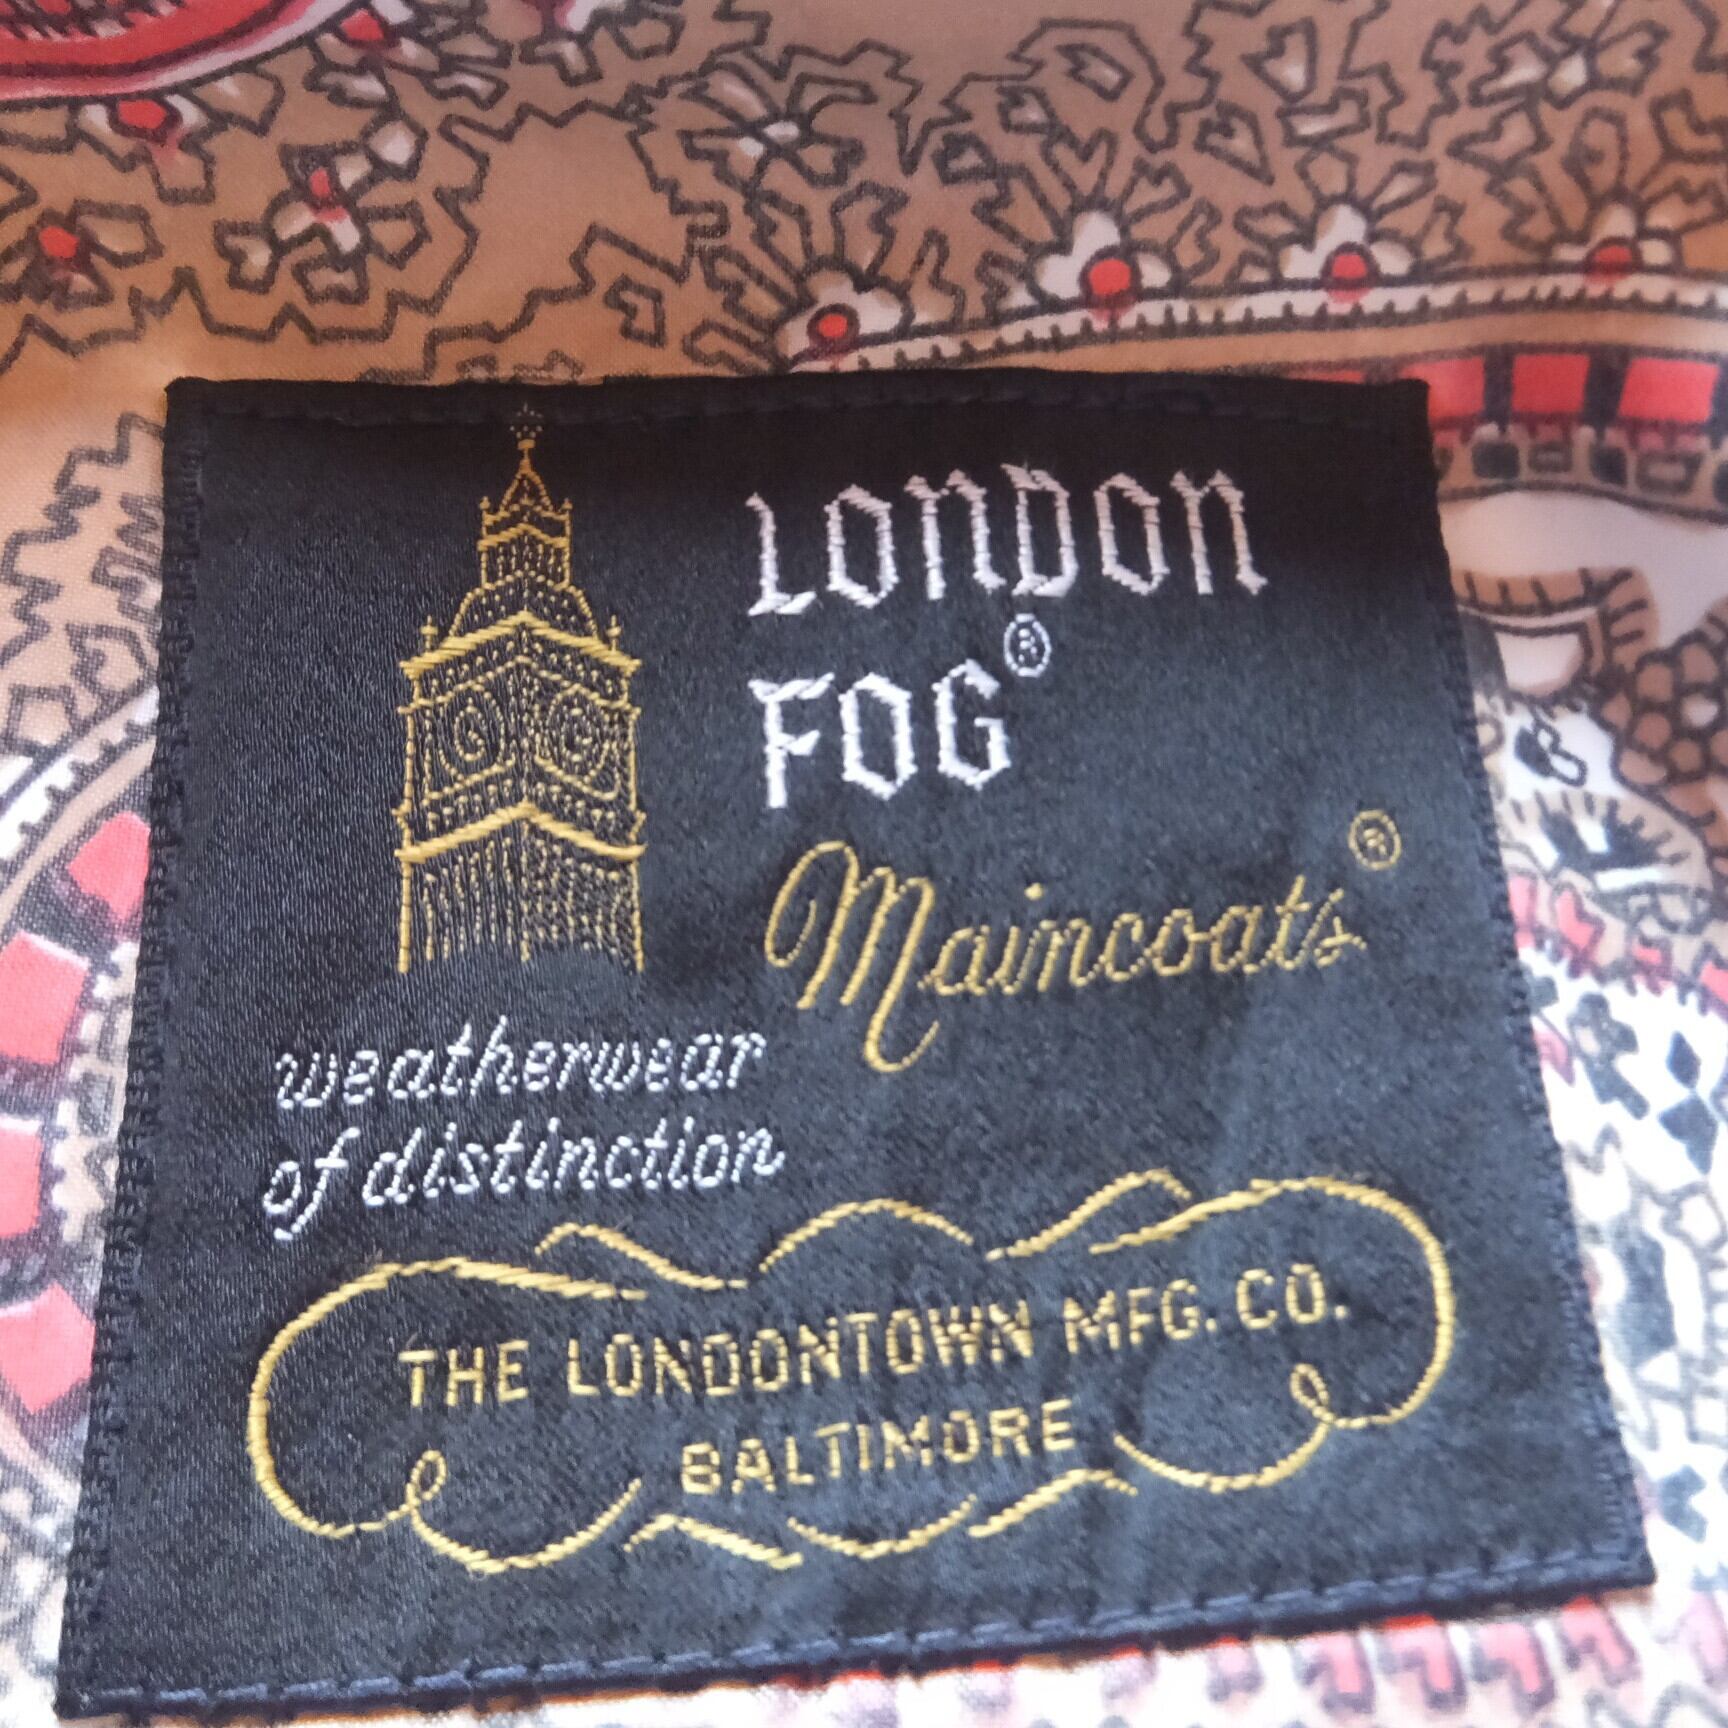 LONDON
FOG®
Maincoats®
weatherwear
of distinction
THE LONDONTOWN MFG. CO.
BALTIMORE